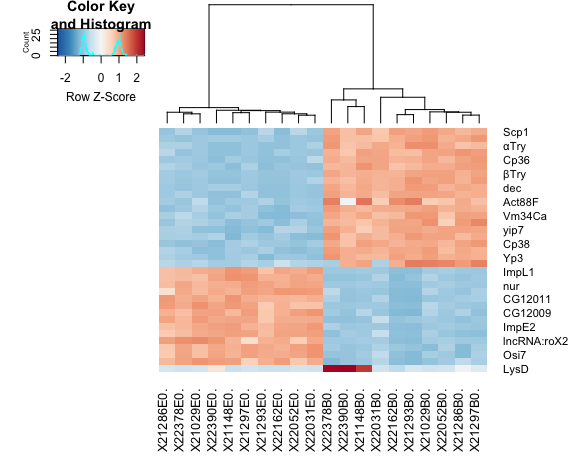 Color Key
and Histogram
Count
0 25
-2 0 1 2
Row Z-Score
Scp1
αTry
Cp36
βTry
dec
Act88F
Vm34Ca
yip7
Cp38
Yp3
ImpL1
nur
CG12011
CG12009
ImpE2
lncRNA:roX2
Osi7
LysD
X21286E0.
X22378E0.
X21029E0.
X22390E0.
X21148E0.
X21297E0.
X21293E0.
X22162E0.
X22052E0.
X22031E0.
X22378B0.
X22390B0.
X21148B0.
X22031B0.
X22162B0.
X21293B0.
X21029B0.
X22052B0.
X21286B0.
X21297B0.